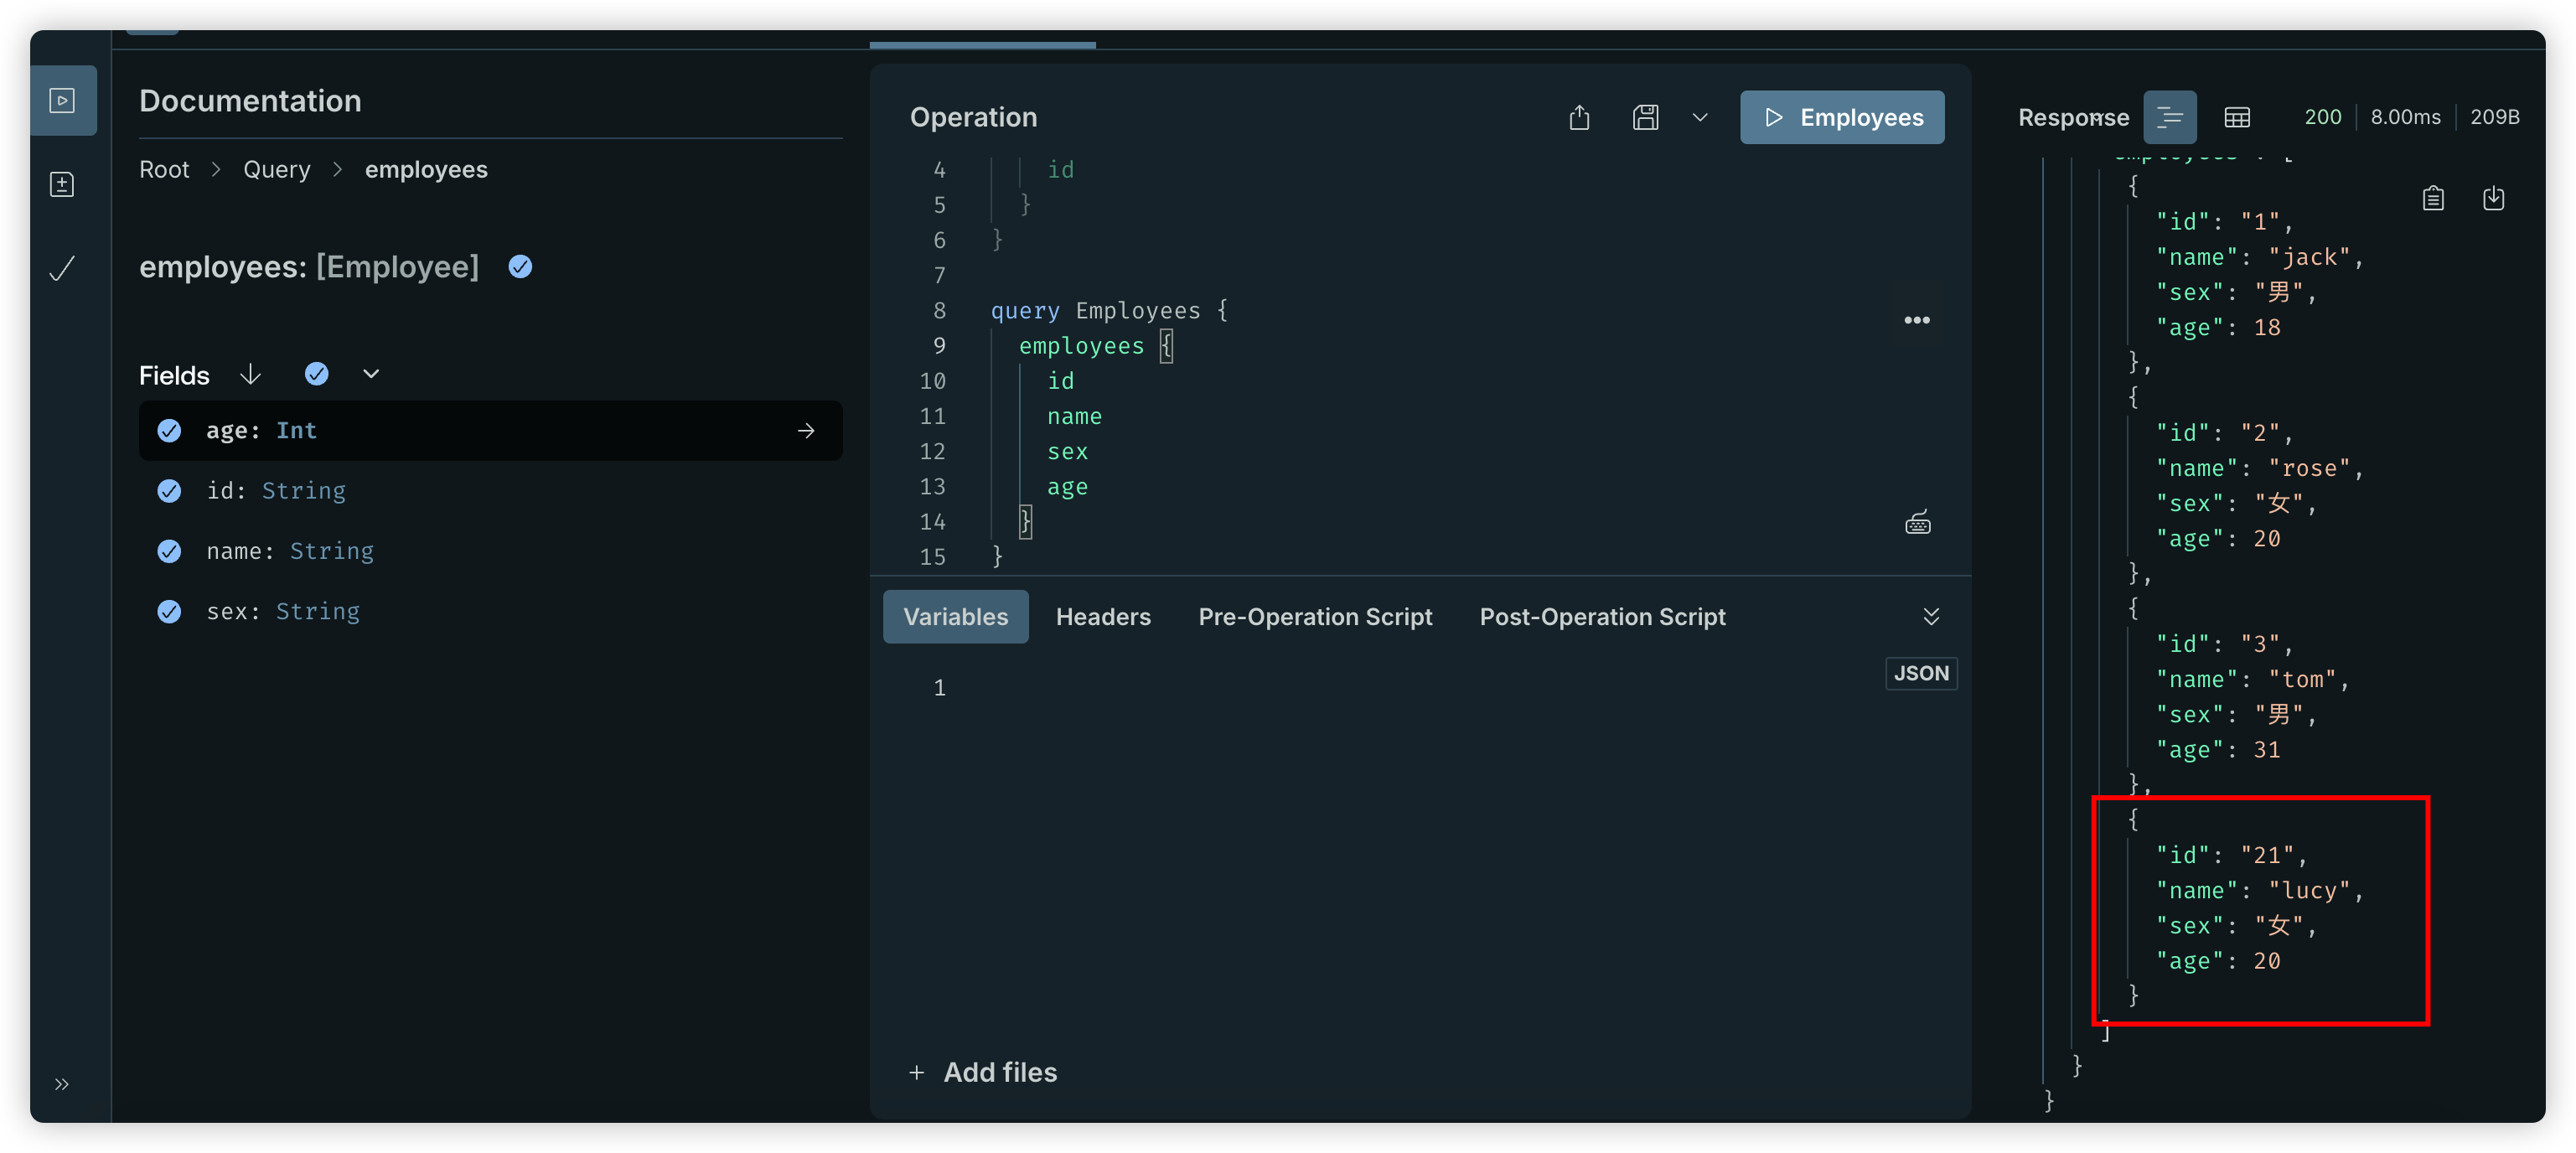 Documentation
Root > Query > employees
employees: [Employee]
Fields
age: Int
id: String
name: String
sex: String
Operation
Employees
4 id
5 }
6 }
7
8 query Employees {
9 employees {
10 id
11 name
12 sex
13 age
14 }
15 }
Variables Headers Pre-Operation Script Post-Operation Script
JSON
1
+ Add files
Response 200 8.00ms 209B
{
"id": "1",
"name": "jack",
"sex": "男",
"age": 18
},
{
"id": "2",
"name": "rose",
"sex": "女",
"age": 20
},
{
"id": "3",
"name": "tom",
"sex": "男",
"age": 31
},
{
"id": "21",
"name": "lucy",
"sex": "女",
"age": 20
}
]
}
}